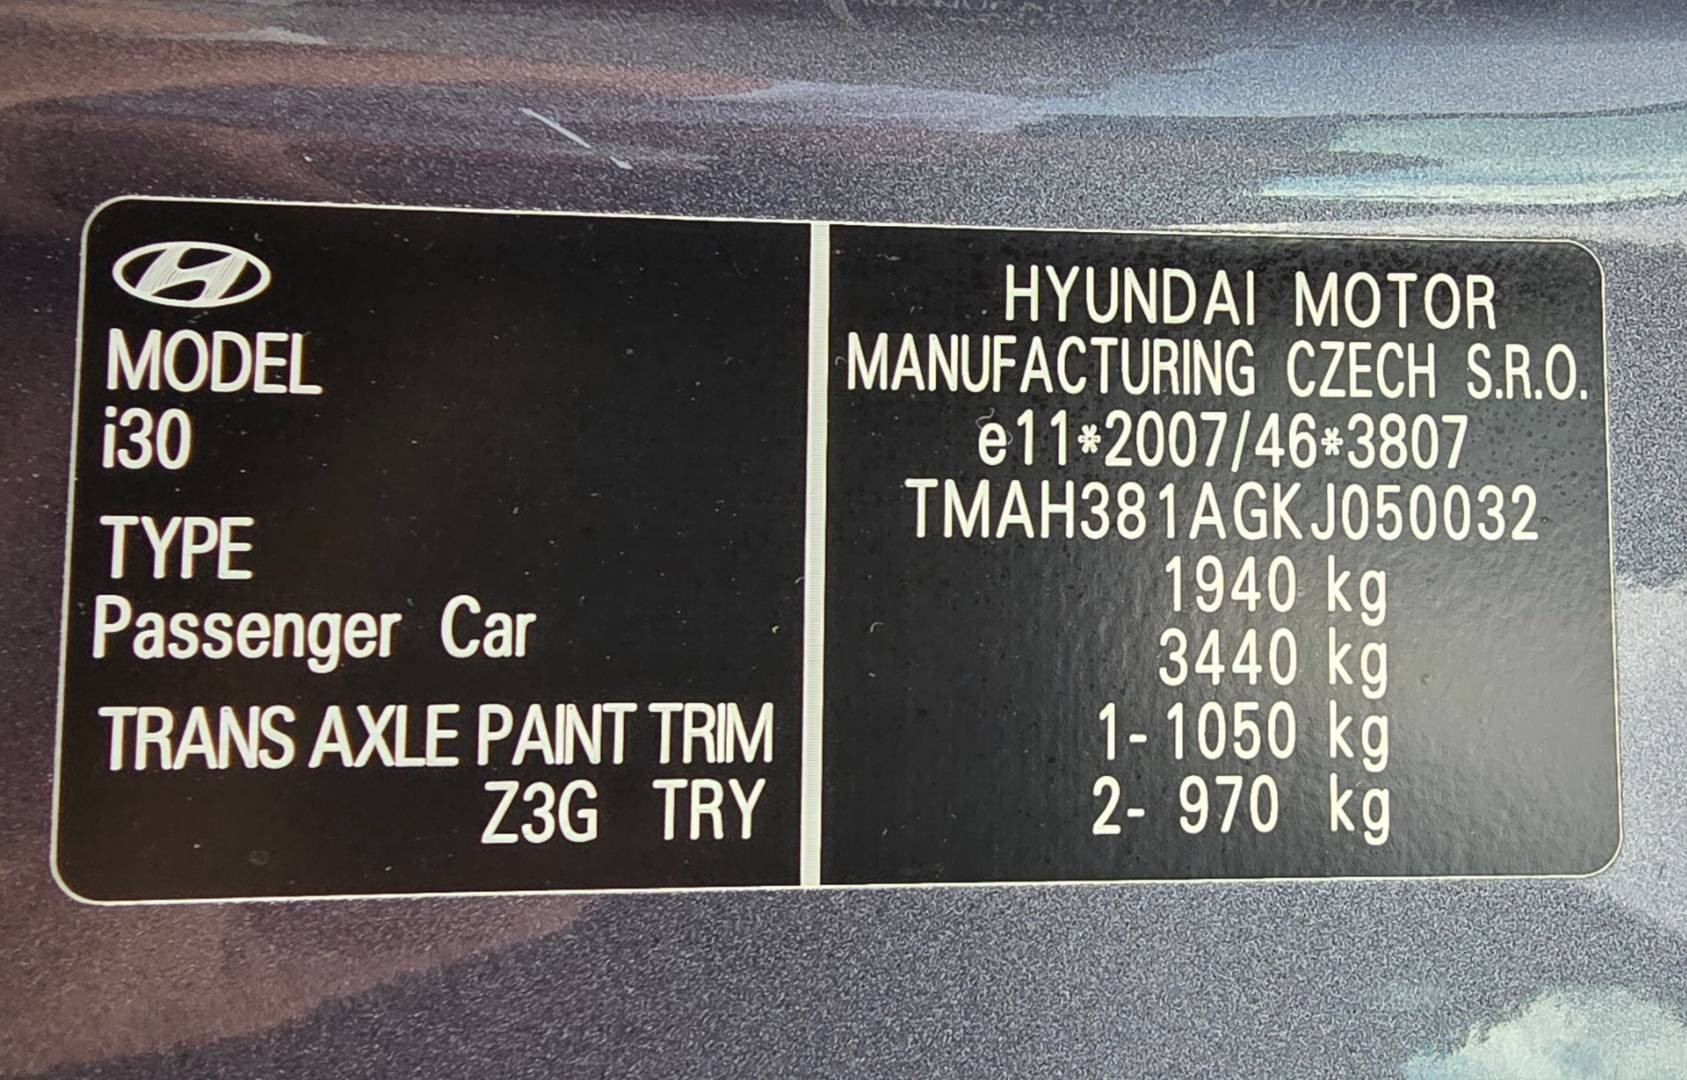 MODEL
i30
TYPE
Passenger Car
TRANS AXLE PAINT TRIM
Z3G TRY
HYUNDAI MOTOR
MANUFACTURING CZECH S.R.O.
e11*2007/46*3807
TMAH381AGKJ050032
1940 kg
3440 kg
1- 1050 kg
2- 970 kg